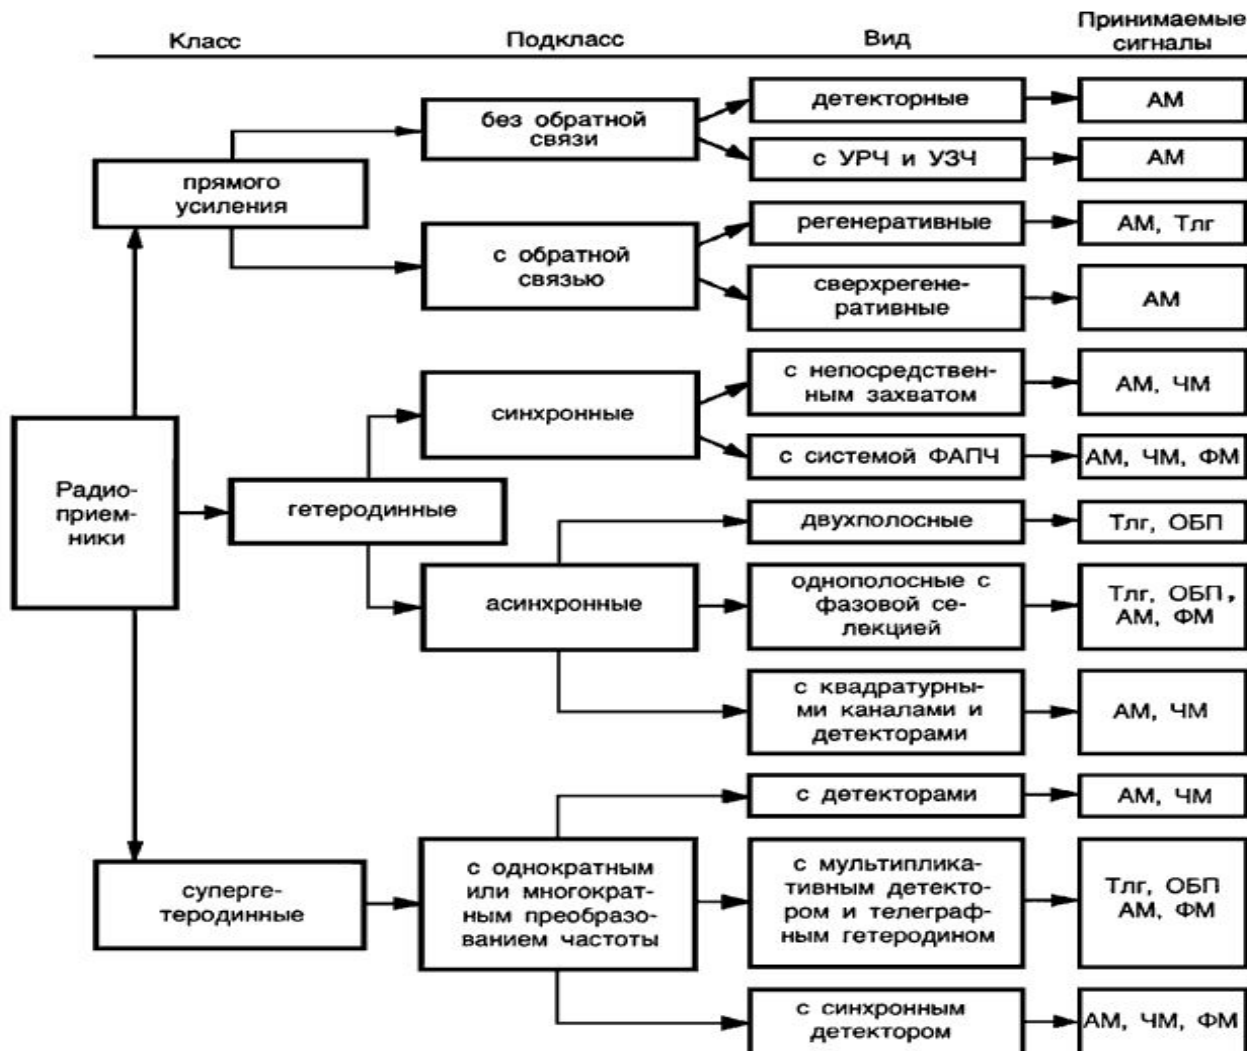 Класс
Подкласс
Вид
Принимаемые
сигналы
Радио-
прием-
ники
прямого
усиления
без обратной
связи
детекторные
АМ
с УРЧ и УЗЧ
АМ
с обратной
связью
регенеративные
АМ, Тлг
сверхрегене-
ративные
АМ
гетеродинные
синхронные
с непосредствен-
ным захватом
АМ, ЧМ
с системой ФАПЧ
АМ, ЧМ, ФМ
асинхронные
двухполосные
Тлг, ОБП
однополосные с
фазовой се-
лекцией
Тлг, ОБП,
АМ, ФМ
с квадратурны-
ми каналами и
детекторами
АМ, ЧМ
суперге-
теродинные
с однократным
или многократ-
ным преобразо-
ванием частоты
с детекторами
АМ, ЧМ
с мультиплика-
тивным детекто-
ром и телеграф-
ным гетеродином
Тлг, ОБП
АМ, ФМ
с синхронным
детектором
АМ, ЧМ, ФМ